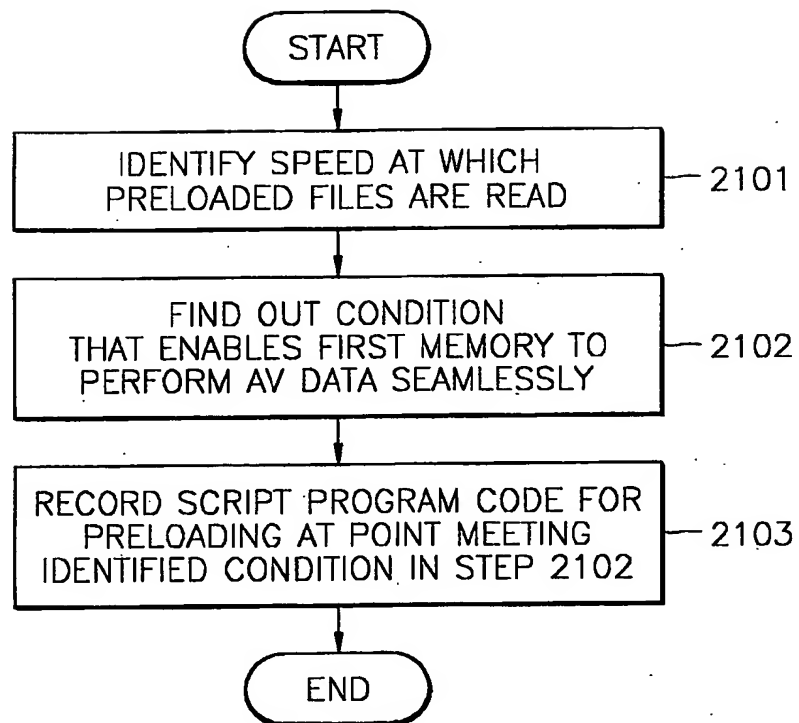 START
IDENTIFY SPEED AT WHICH
PRELOADED FILES ARE READ
2101
FIND OUT CONDITION
THAT ENABLES FIRST MEMORY TO
PERFORM AV DATA SEAMLESSLY
2102
RECORD SCRIPT PROGRAM CODE FOR
PRELOADING AT POINT MEETING
IDENTIFIED CONDITION IN STEP 2102
2103
END